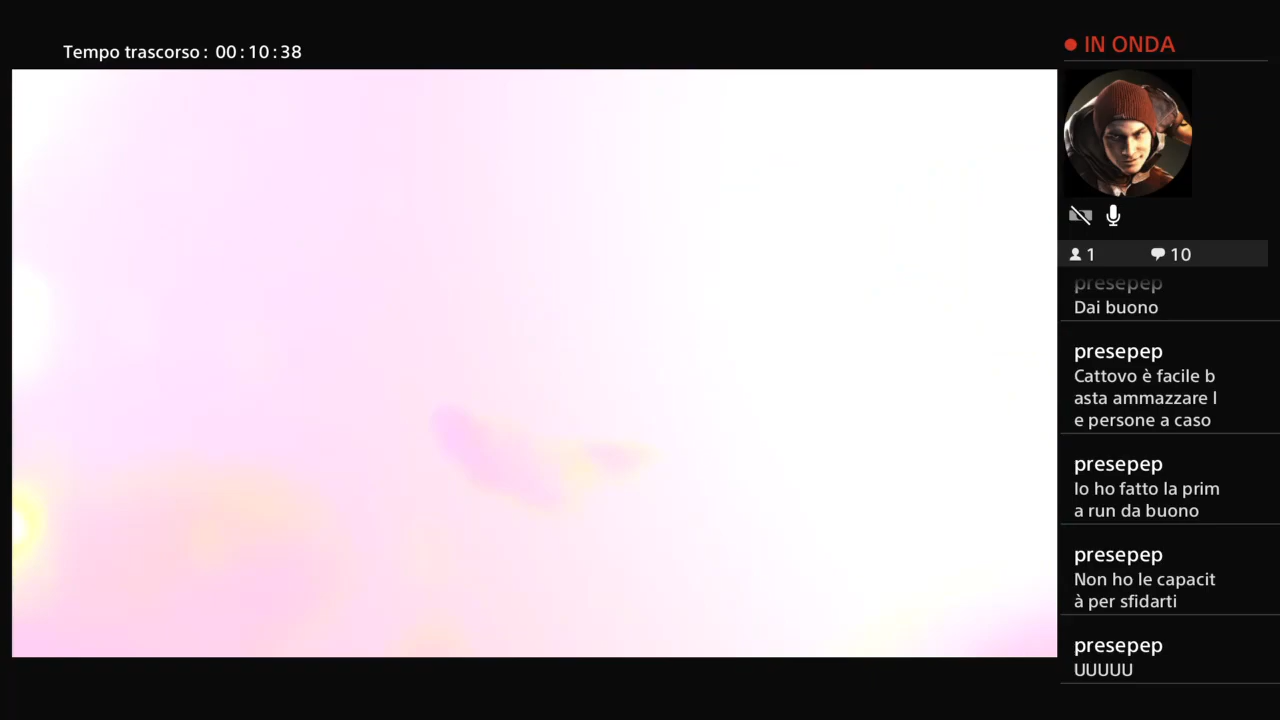 Tempo trascorso: 00:10:38
IN ONDA
1
10
presepep
Dai buono
presepep
Cattovo è facile b
asta ammazzare l
e persone a caso
presepep
Io ho fatto la prim
a run da buono
presepep
Non ho le capacit
à per sfidarti
presepep
UUUUU